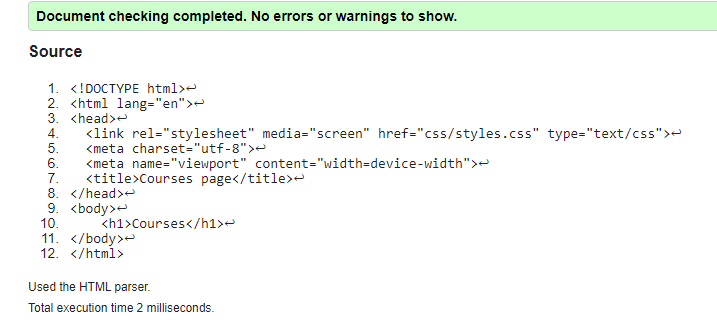 Document checking completed. No errors or warnings to show.
Source
1. <!DOCTYPE html>↩
2. <html lang="en">↩
3. <head>↩
4.   <link rel="stylesheet" media="screen" href="css/styles.css" type="text/css">↩
5.   <meta charset="utf-8">↩
6.   <meta name="viewport" content="width=device-width">↩
7.   <title>Courses page</title>↩
8. </head>↩
9. <body>↩
10.     <h1>Courses</h1>↩
11. </body>↩
12. </html>
Used the HTML parser.
Total execution time 2 milliseconds.